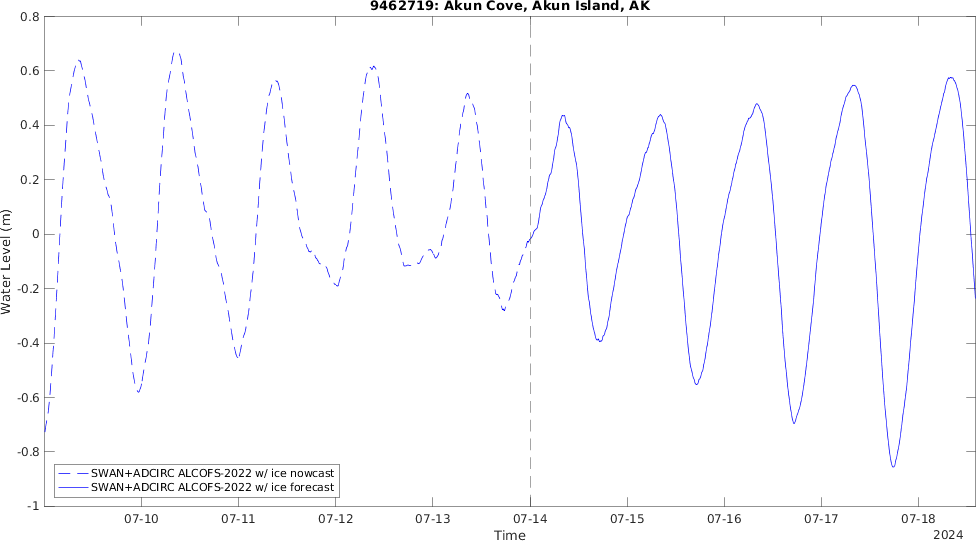 9462719: Akun Cove, Akun Island, AK
0.8
0.6
0.4
0.2
0
-0.2
-0.4
-0.6
-0.8
-1
Water Level (m)
SWAN+ADCIRC ALCOFS-2022 w/ ice nowcast
SWAN+ADCIRC ALCOFS-2022 w/ ice forecast
07-10 07-11 07-12 07-13 07-14 07-15 07-16 07-17 07-18
Time
2024